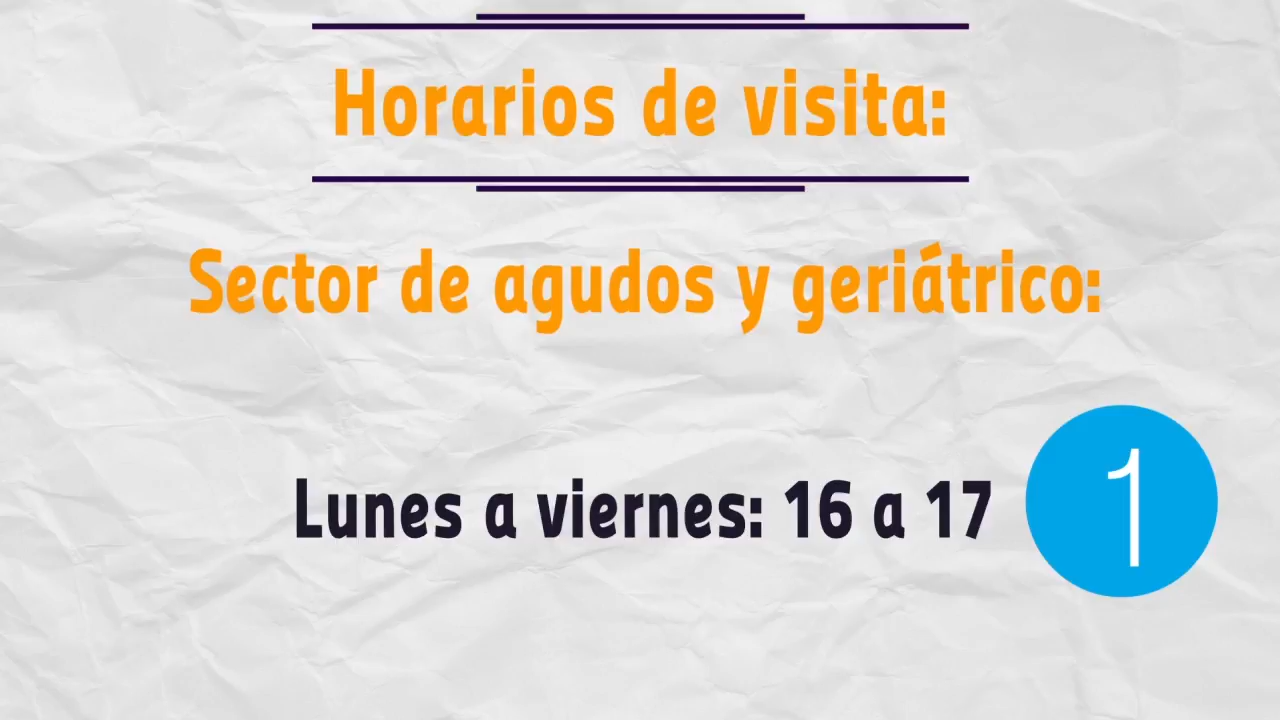 Horarios de visita:
Sector de agudos y geriátrico:
Lunes a viernes: 16 a 17
1